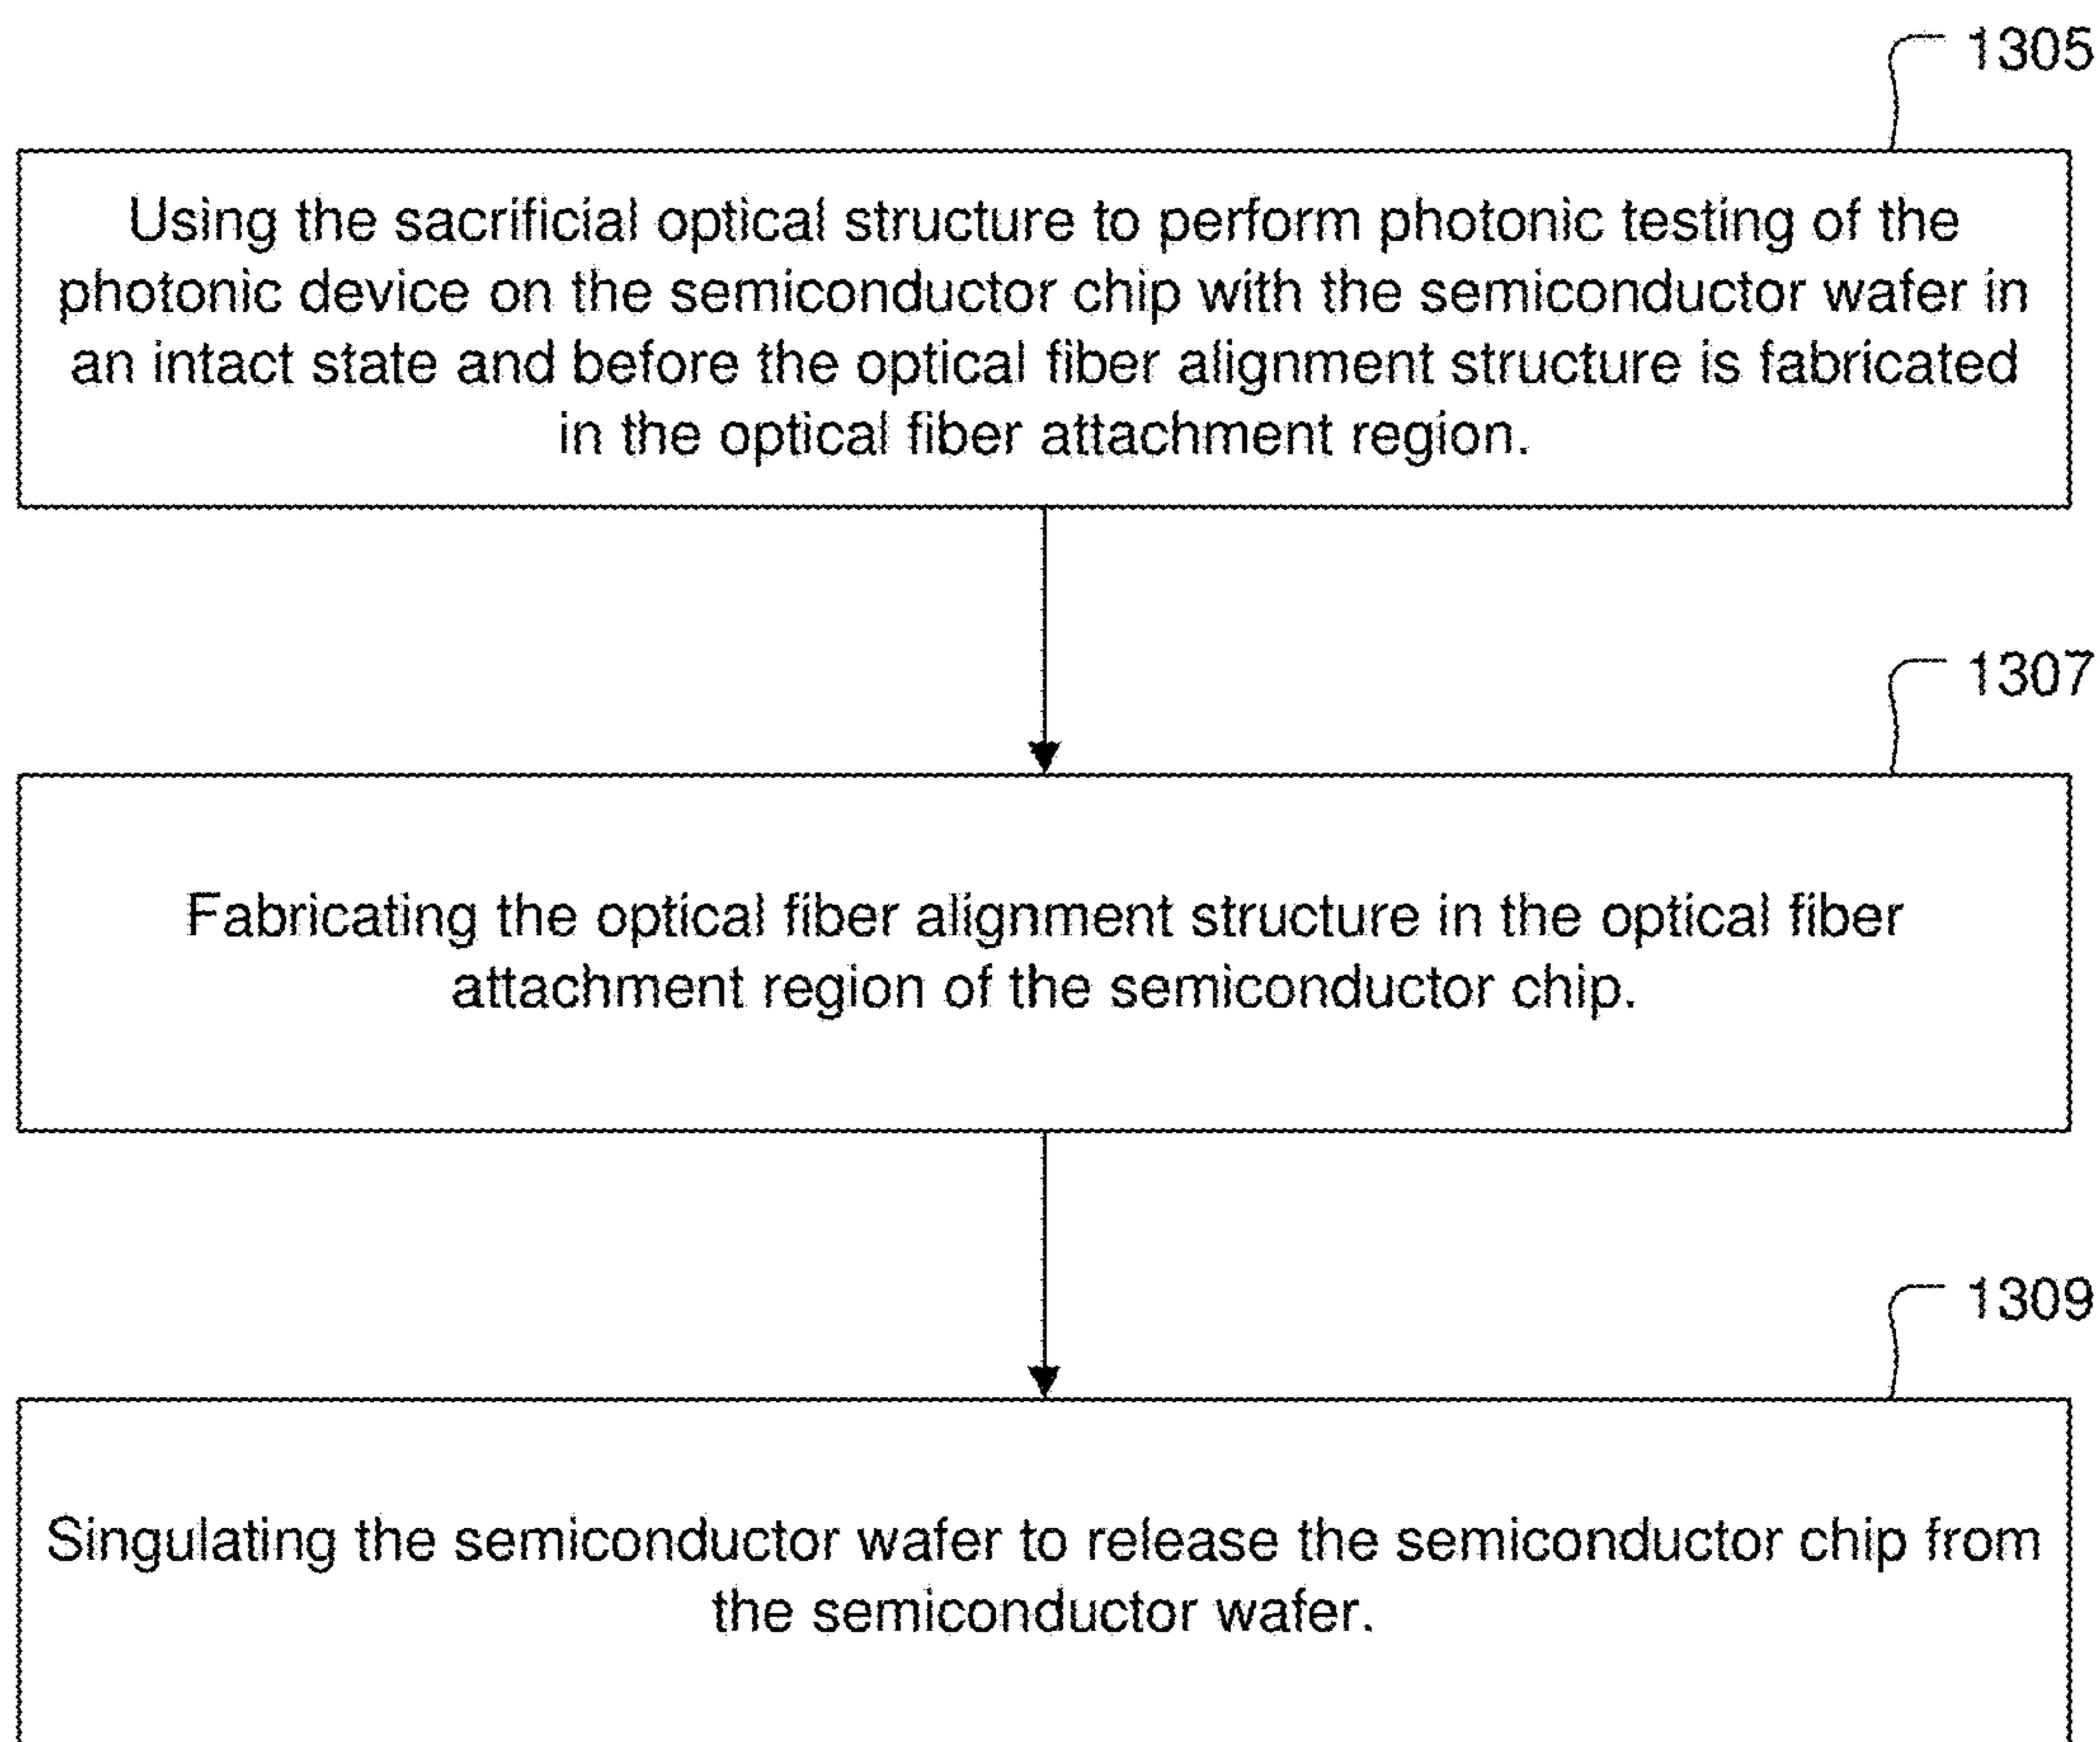 1305
Using the sacrificial optical structure to perform photonic testing of the
photonic device on the semiconductor chip with the semiconductor wafer in
an intact state and before the optical fiber alignment structure is fabricated
in the optical fiber attachment region.
1307
Fabricating the optical fiber alignment structure in the optical fiber
attachment region of the semiconductor chip.
1309
Singulating the semiconductor wafer to release the semiconductor chip from
the semiconductor wafer.